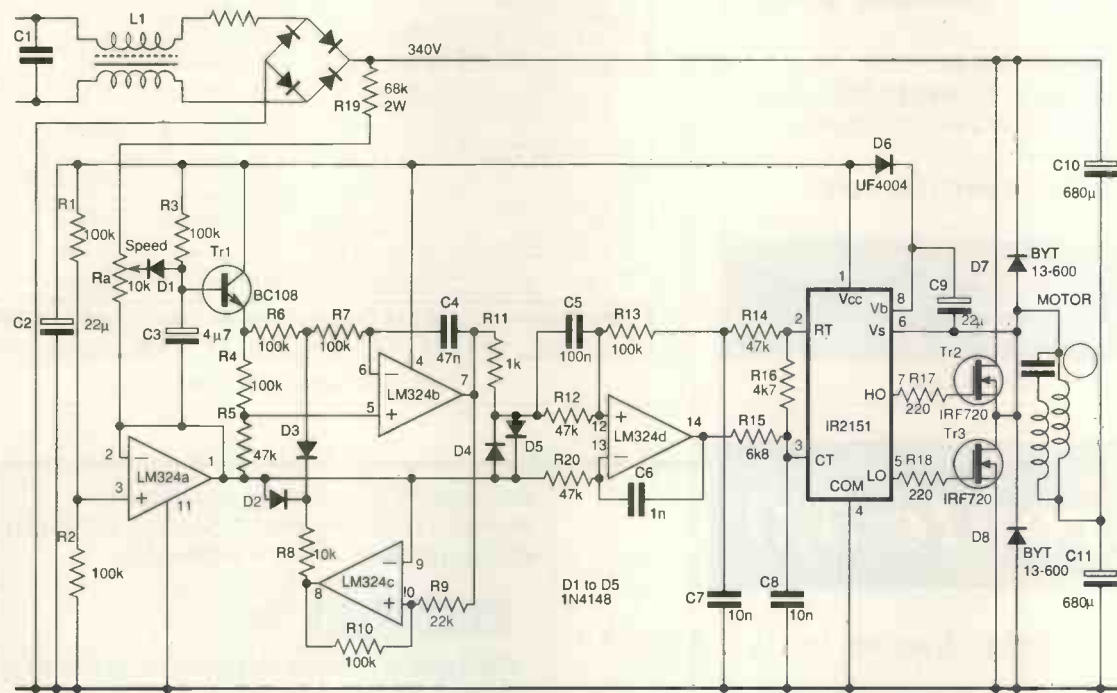 L1
C1
340V
68k
2W
R19
D6
UF4004
C10
680µ
R1
100k
R3
100k
Speed
Tr1
Ra
10k
D1
BC108
C2
22µ
C3
4µ7
R6
100k
R7
100k
C4
47n
R11
1k
C5
100n
R13
100k
R14
47k
1
Vcc
Vb
8
Vs
6
2
RT
C9
22µ
D7
BYT
13-600
MOTOR
R4
100k
4
6
7
5
LM324b
R16
4k7
Tr2
HO
7
R17
220
IRF720
R5
47k
D3
R12
47k
12
13
14
LM324d
R15
6k8
IR2151
3
CT
Tr3
2
1
3
LM324a
11
D4
D5
R20
47k
C6
1n
LO
5
R18
220
IRF720
COM
4
D2
R2
100k
R8
10k
9
LM324c
8
10
R9
22k
R10
100k
D1 to D5
1N4148
C7
10n
C8
10n
D8
BYT
13-600
C11
680µ